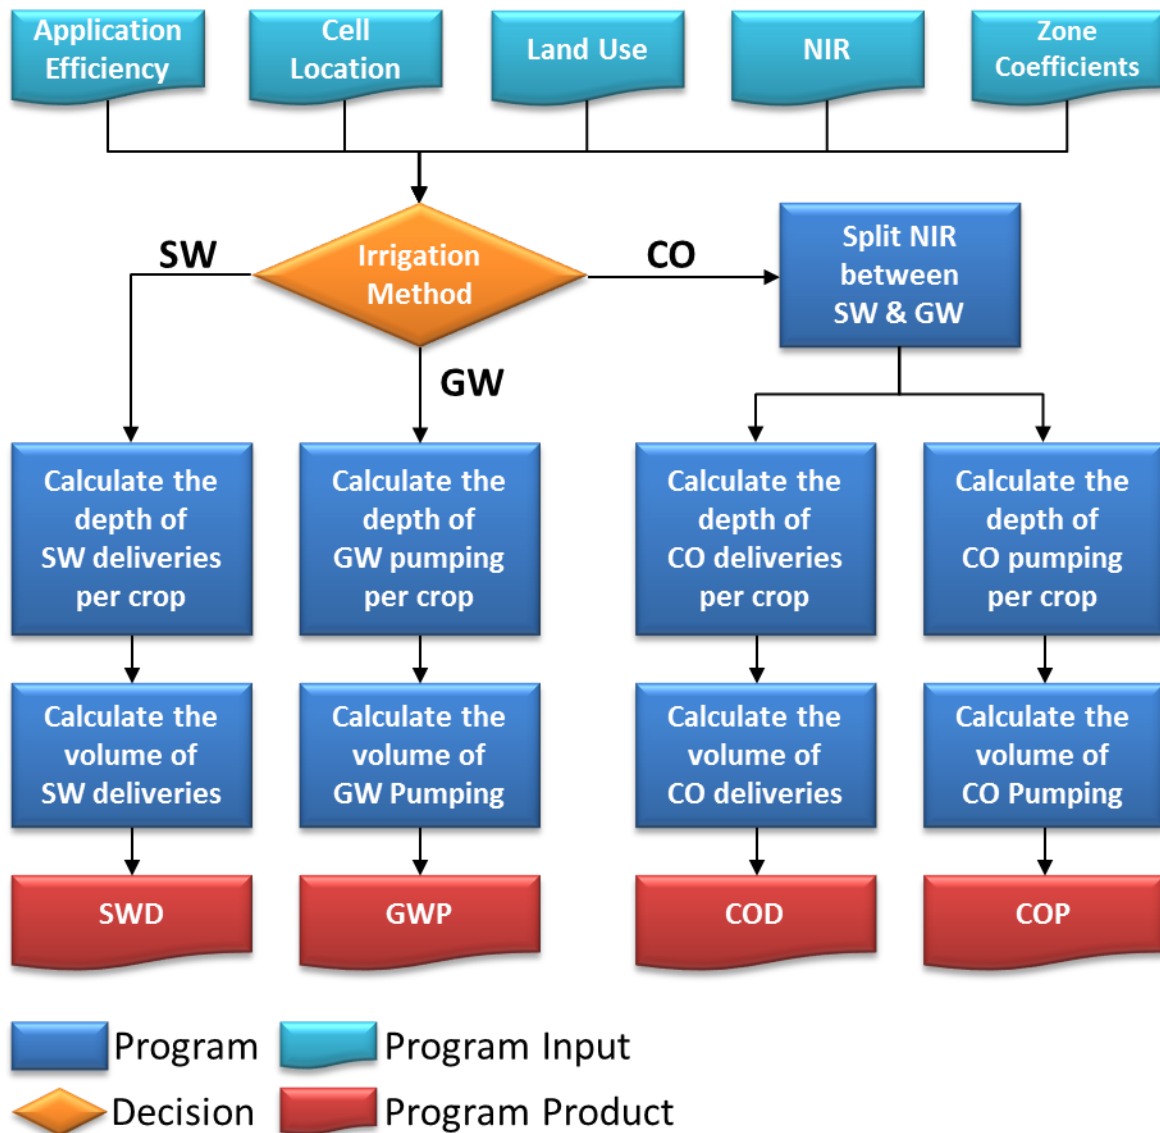 Application
Efficiency
Cell
Location
Land Use
NIR
Zone
Coefficients
SW
Irrigation
Method
CO
Split NIR
between
SW & GW
GW
Calculate the
depth of
SW deliveries
per crop
Calculate the
depth of
GW pumping
per crop
Calculate the
depth of
CO deliveries
per crop
Calculate the
depth of
CO pumping
per crop
Calculate the
volume of
SW deliveries
Calculate the
volume of
GW Pumping
Calculate the
volume of
CO deliveries
Calculate the
volume of
CO Pumping
SWD
GWP
COD
COP
Program
Program Input
Decision
Program Product